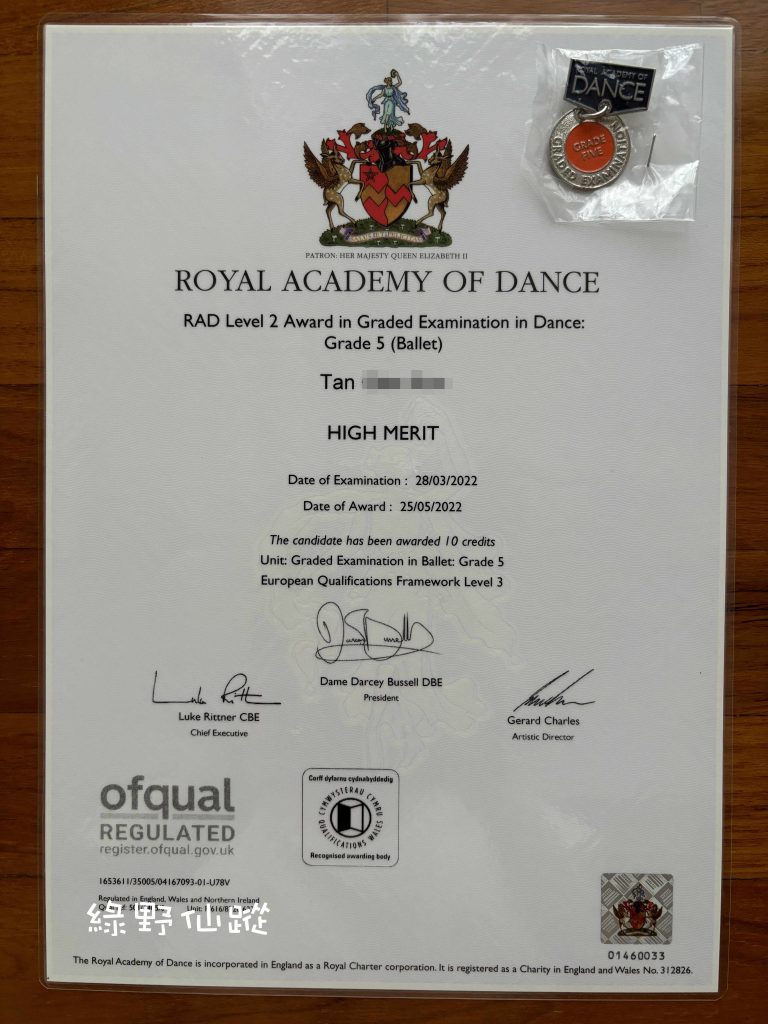 ROYAL ACADEMY OF
DANCE
GRADE
FIVE
GRADED EXAMINATION
PATRON: HER MAJESTY QUEEN ELIZABETH II
ROYAL ACADEMY OF DANCE
RAD Level 2 Award in Graded Examination in Dance:
Grade 5 (Ballet)
Tan
HIGH MERIT
Date of Examination : 28/03/2022
Date of Award : 25/05/2022
The candidate has been awarded 10 credits
Unit: Graded Examination in Ballet: Grade 5
European Qualifications Framework Level 3
Dame Darcey Bussell DBE
President
Luke Rittner CBE
Chief Executive
Gerard Charles
Artistic Director
ofqual
REGULATED
register.ofqual.gov.uk
Corff dyfarnu cydnabyddedig
CYMWYSTERAU CYMRU
QUALIFICATIONS WALES
Recognised awarding body
1653611/35005/04167093-01-U78V
Regulated in England, Wales and Northern Ireland
綠野仙蹤
01460033
The Royal Academy of Dance is incorporated in England as a Royal Charter corporation. It is registered as a Charity in England and Wales No. 312826.